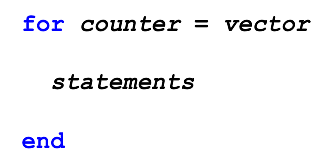 for counter = vector
statements
end